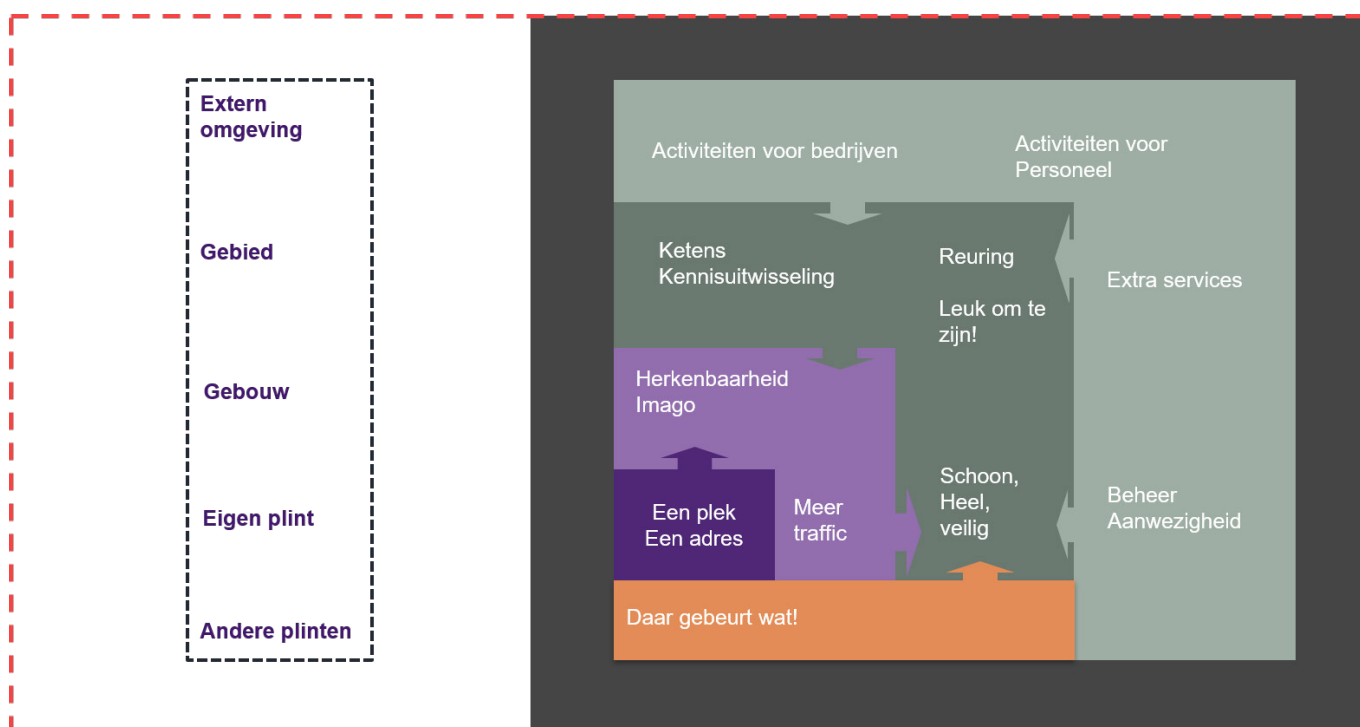 Extern
omgeving
Gebied
Gebouw
Eigen plint
Andere plinten
Activiteiten voor bedrijven
Activiteiten voor
Personeel
Ketens
Kennisuitwisseling
Reuring
Leuk om te
zijn!
Extra services
Herkenbaarheid
Imago
Een plek
Een adres
Meer
traffic
Schoon,
Heel,
veilig
Beheer
Aanwezigheid
Daar gebeurt wat!